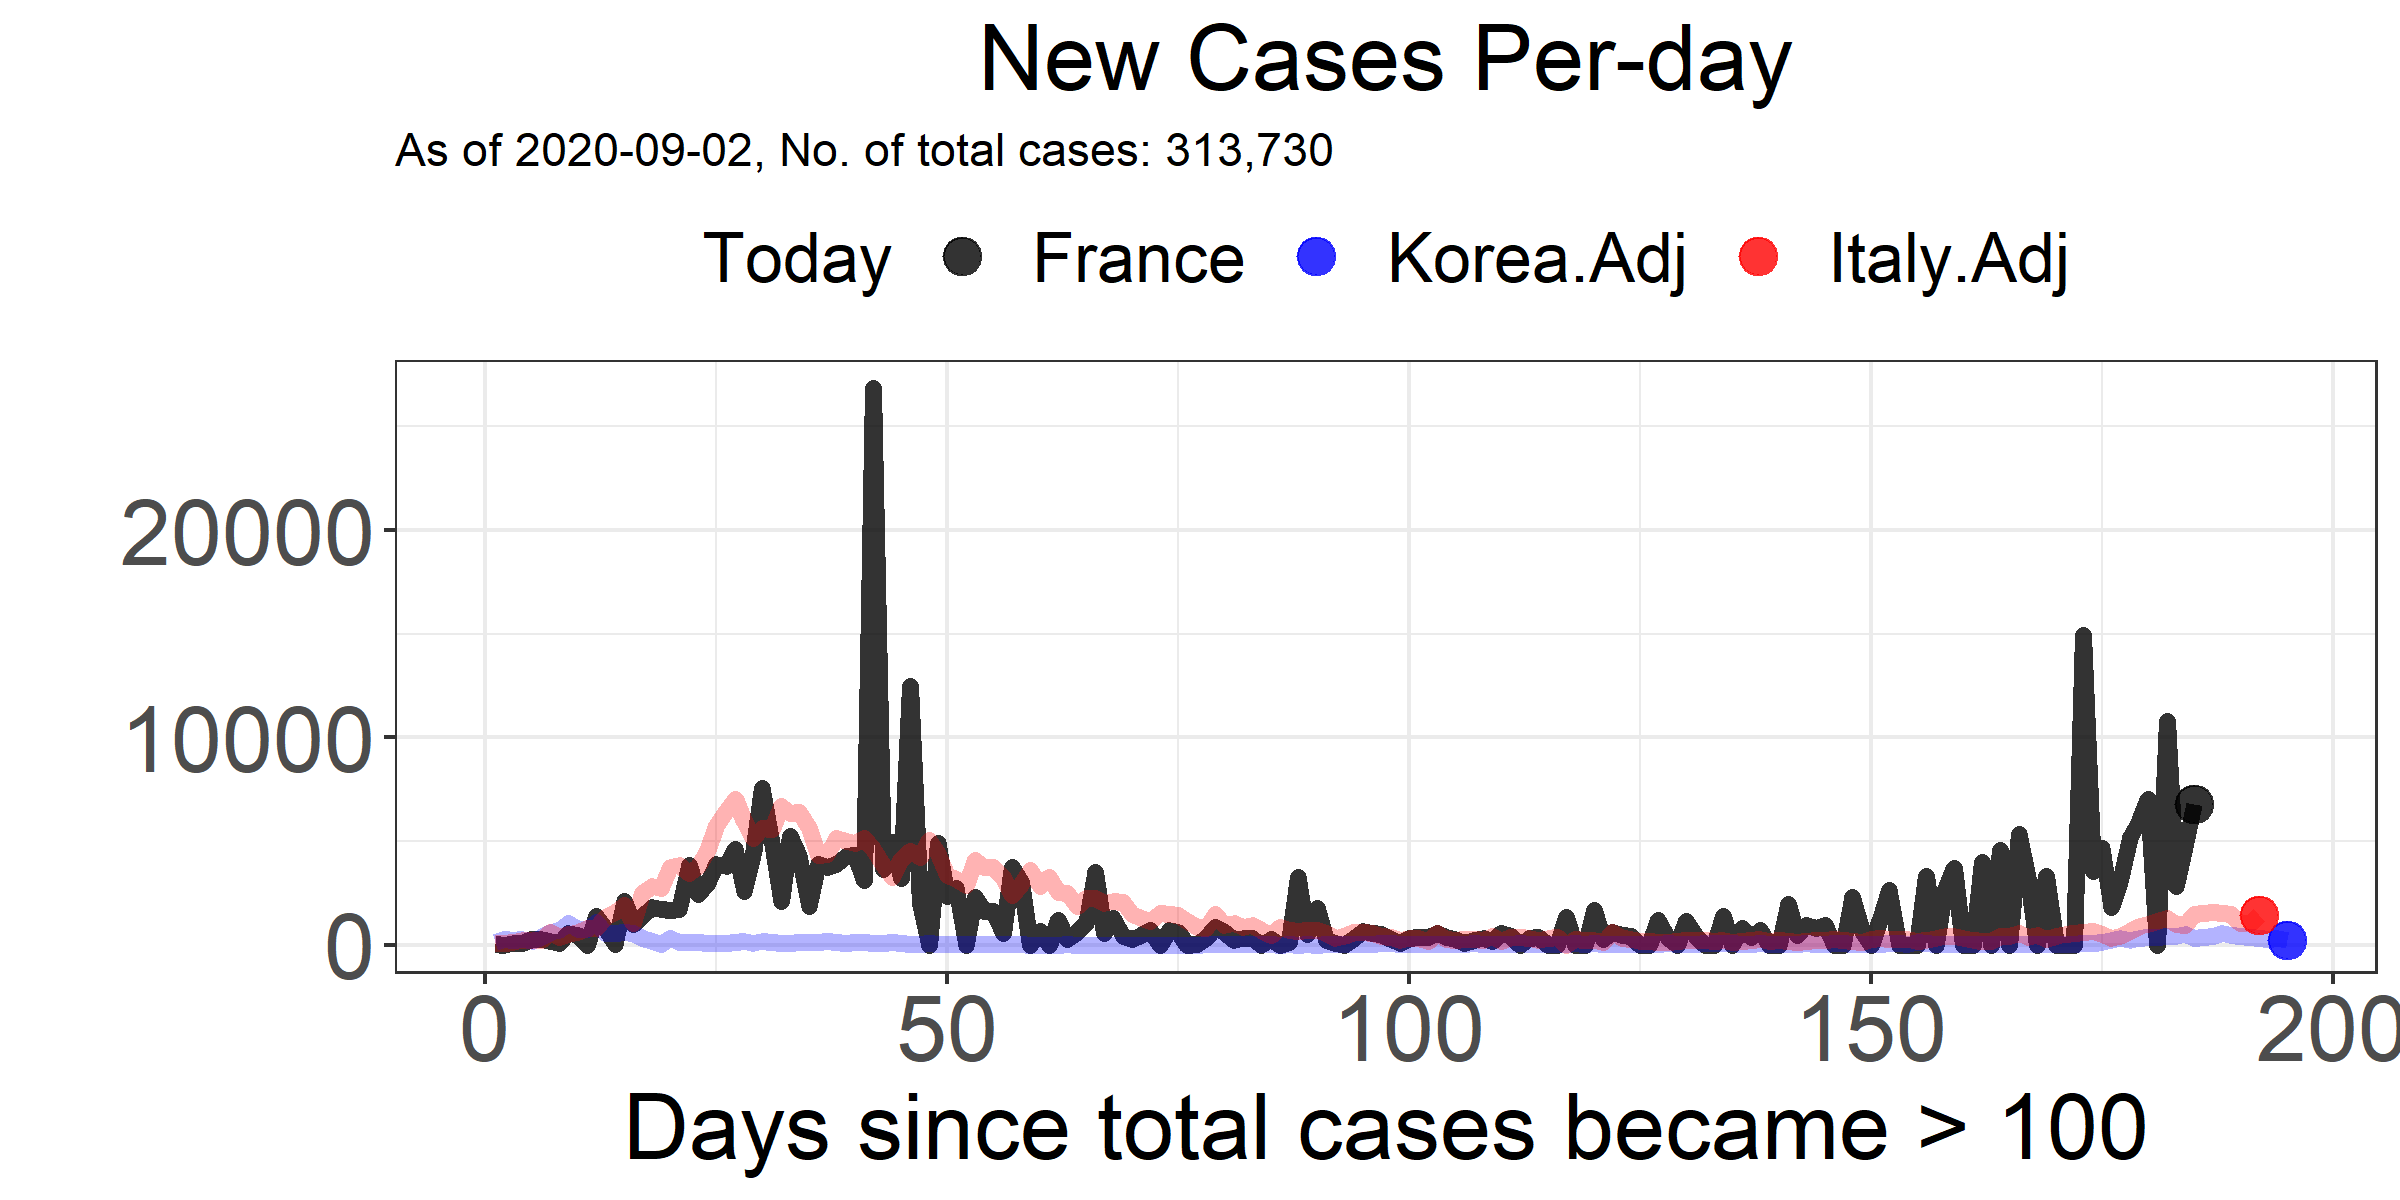 New Cases Per-day
As of 2020-09-02, No. of total cases: 313,730
Today France Korea.Adj Italy.Adj
20000
10000
0
0 50 100 150 200
Days since total cases became > 100